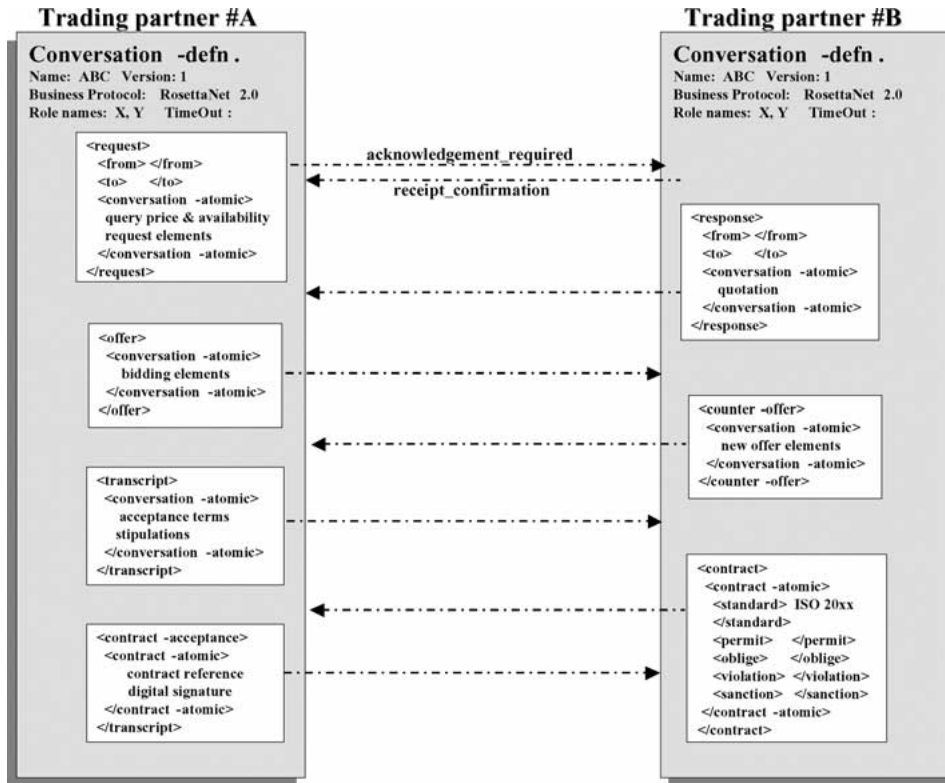 Trading partner #A
Conversation -defn .
Name: ABC Version: 1
Business Protocol: RosettaNet 2.0
Role names: X, Y TimeOut :
<request>
<from> </from>
<to> </to>
<conversation -atomic>
query price & availability
request elements
</conversation -atomic>
</request>
<offer>
<conversation -atomic>
bidding elements
</conversation -atomic>
</offer>
<transcript>
<conversation -atomic>
acceptance terms
stipulations
</conversation -atomic>
</transcript>
<contract -acceptance>
<contract -atomic>
contract reference
digital signature
</contract -atomic>
</transcript>
acknowledgement_required
receipt_confirmation
Trading partner #B
Conversation -defn .
Name: ABC Version: 1
Business Protocol: RosettaNet 2.0
Role names: X, Y TimeOut :
<response>
<from> </from>
<to> </to>
<conversation -atomic>
quotation
</conversation -atomic>
</response>
<counter -offer>
<conversation -atomic>
new offer elements
</conversation -atomic>
</counter -offer>
<contract>
<contract -atomic>
<standard> ISO 20xx
</standard>
<permit> </permit>
<oblige> </oblige>
<violation> </violation>
<sanction> </sanction>
</contract -atomic>
</contract>